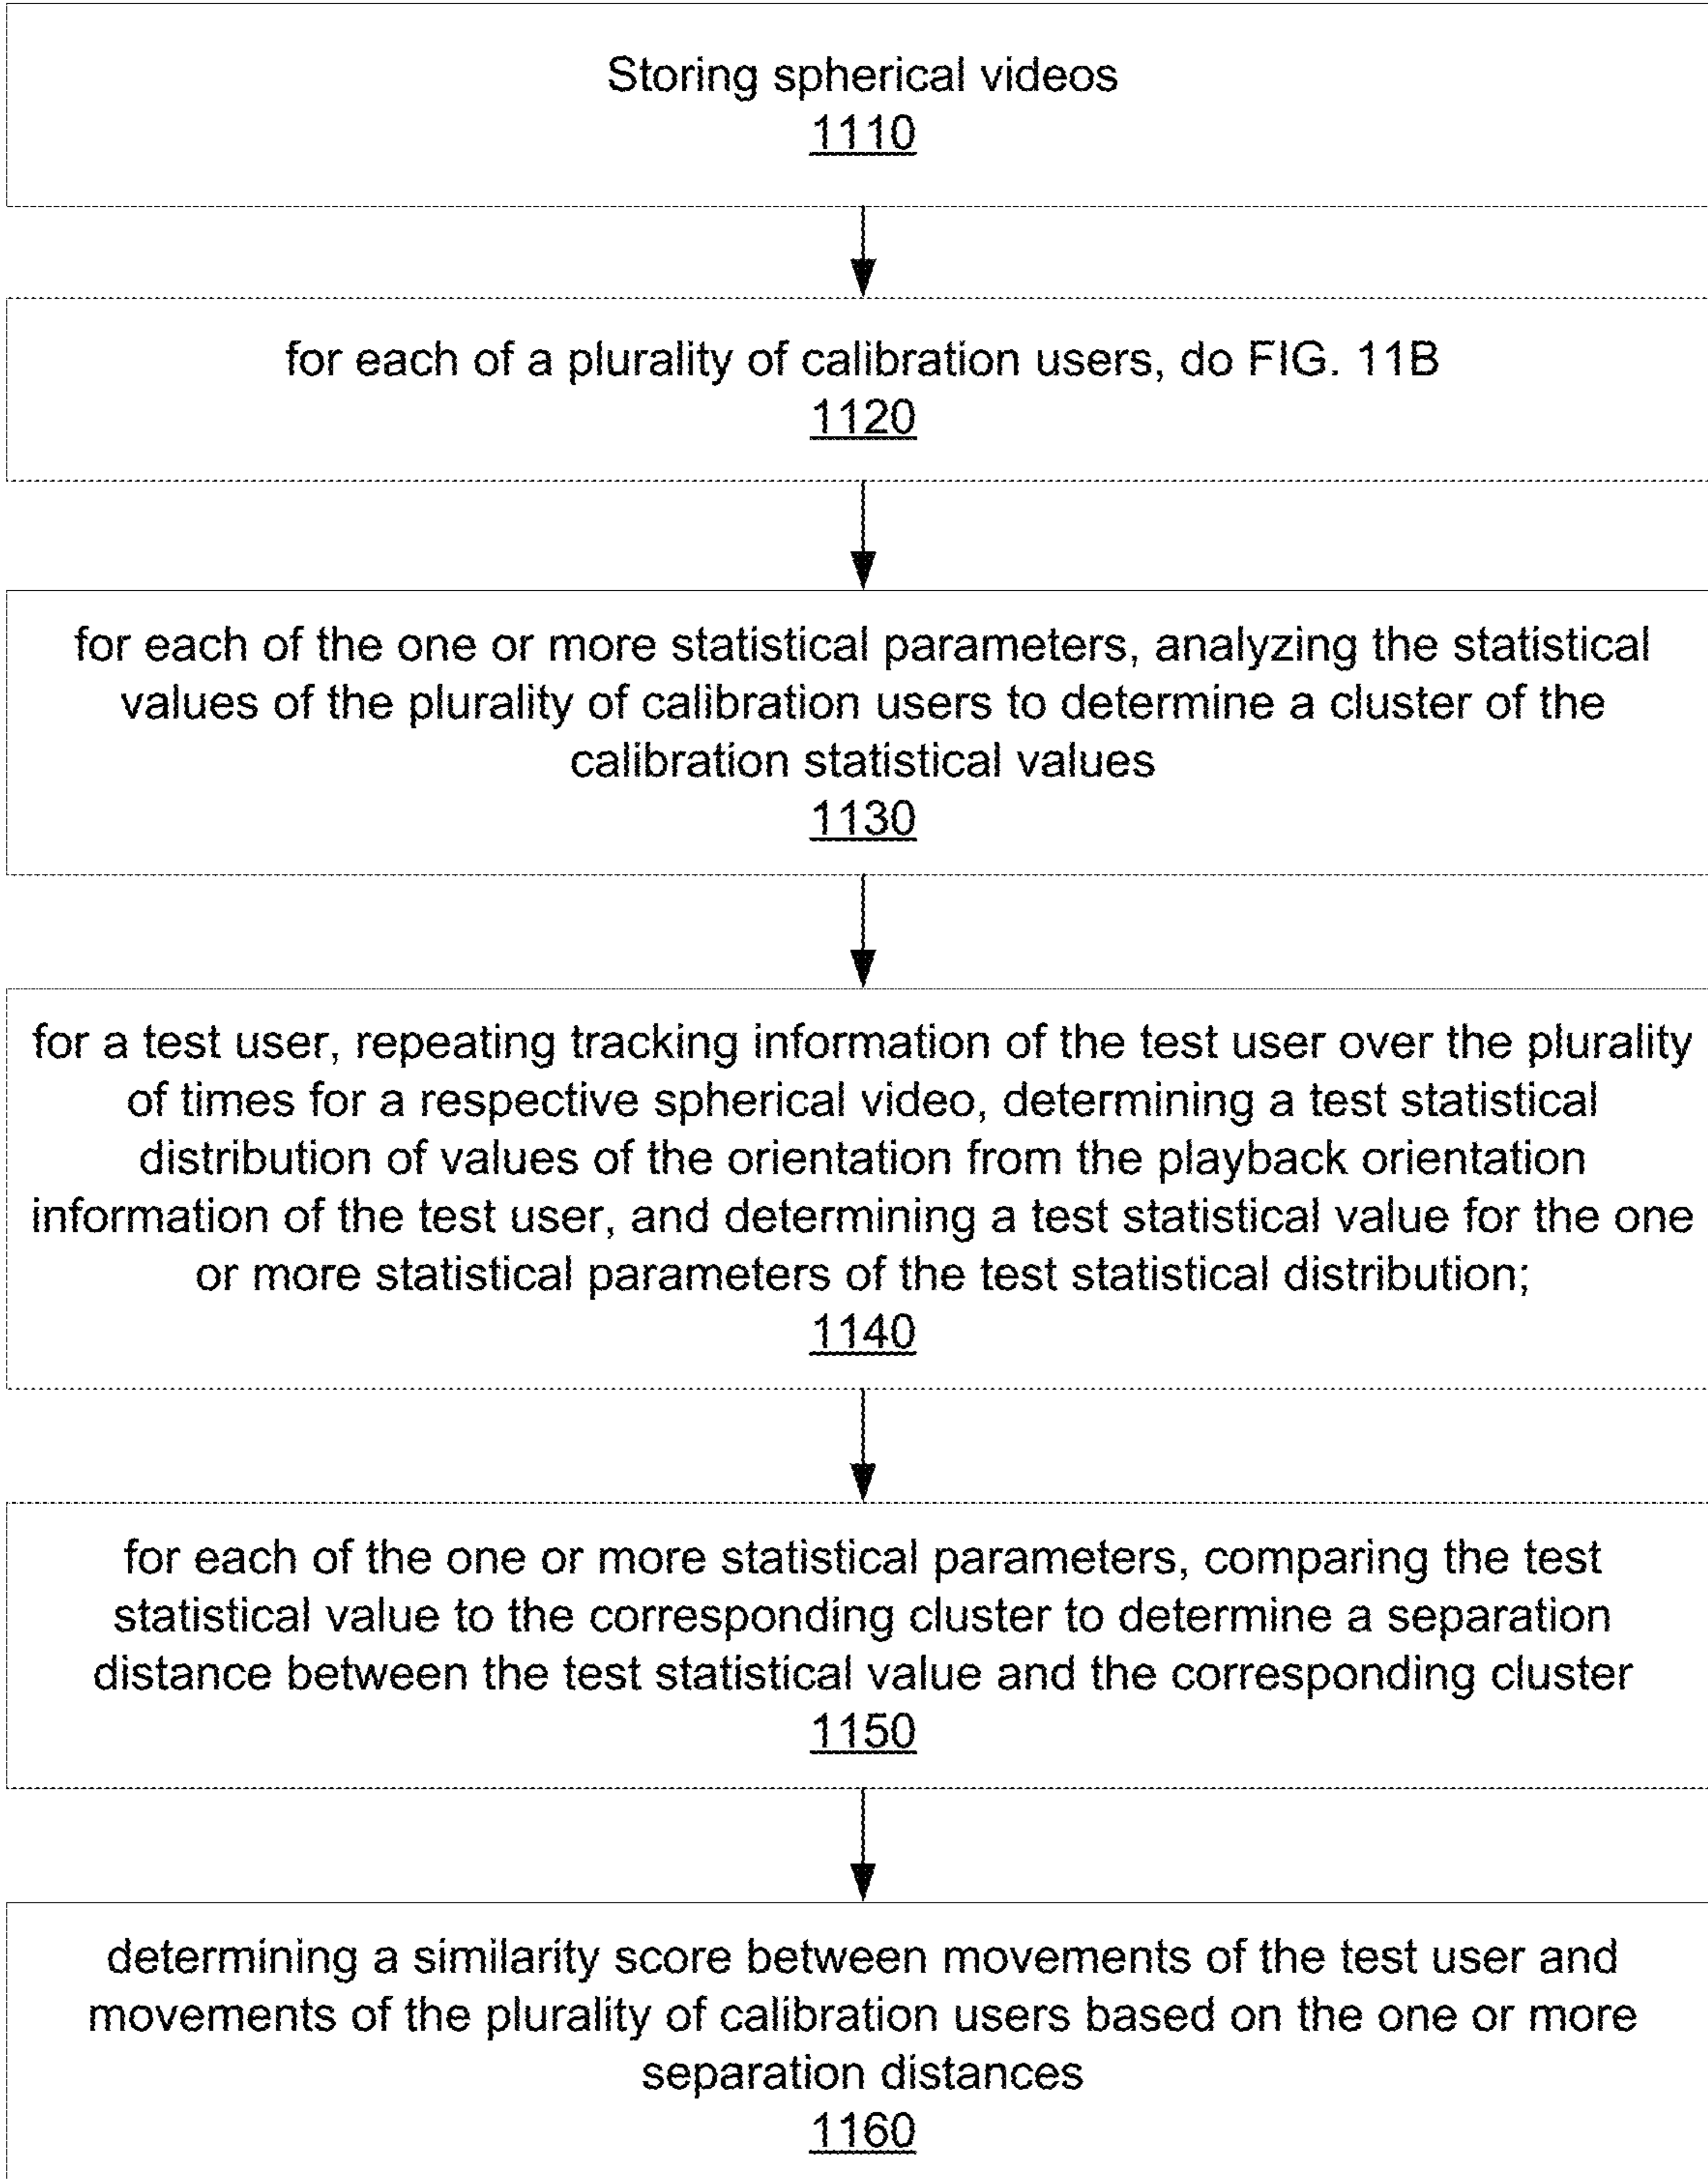 Storing spherical videos
1110
for each of a plurality of calibration users, do FIG. 11B
1120
for each of the one or more statistical parameters, analyzing the statistical
values of the plurality of calibration users to determine a cluster of the
calibration statistical values
1130
for a test user, repeating tracking information of the test user over the plurality
of times for a respective spherical video, determining a test statistical
distribution of values of the orientation from the playback orientation
information of the test user, and determining a test statistical value for the one
or more statistical parameters of the test statistical distribution;
1140
for each of the one or more statistical parameters, comparing the test
statistical value to the corresponding cluster to determine a separation
distance between the test statistical value and the corresponding cluster
1150
determining a similarity score between movements of the test user and
movements of the plurality of calibration users based on the one or more
separation distances
1160